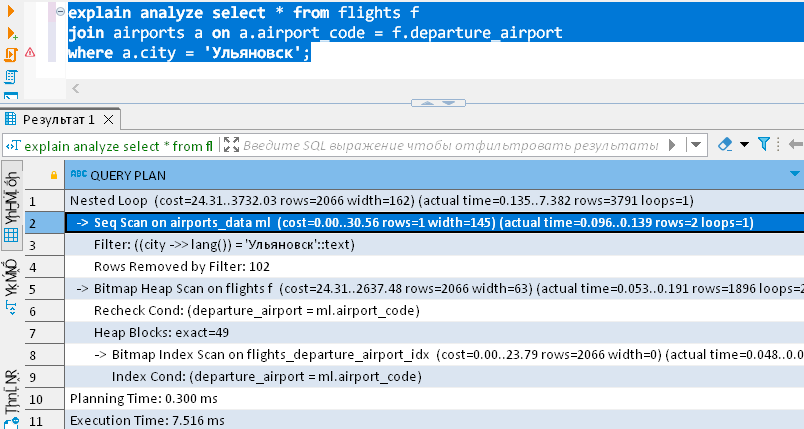 explain analyze select * from flights f
join airports a on a.airport_code = f.departure_airport
where a.city = 'Ульяновск';
Результат 1
explain analyze select * from fl
Введите SQL выражение чтобы отфильтровать результаты
ABC QUERY PLAN
1 Nested Loop (cost=24.31..3732.03 rows=2066 width=162) (actual time=0.135..7.382 rows=3791 loops=1)
2 -> Seq Scan on airports_data ml (cost=0.00..30.56 rows=1 width=145) (actual time=0.096..0.139 rows=2 loops=1)
3 Filter: ((city ->> lang()) = 'Ульяновск'::text)
4 Rows Removed by Filter: 102
5 -> Bitmap Heap Scan on flights f (cost=24.31..2637.48 rows=2066 width=63) (actual time=0.053..0.191 rows=1896 loops=2
6 Recheck Cond: (departure_airport = ml.airport_code)
7 Heap Blocks: exact=49
8 -> Bitmap Index Scan on flights_departure_airport_idx (cost=0.00..23.79 rows=2066 width=0) (actual time=0.048..0.0
9 Index Cond: (departure_airport = ml.airport_code)
10 Planning Time: 0.300 ms
11 Execution Time: 7.516 ms